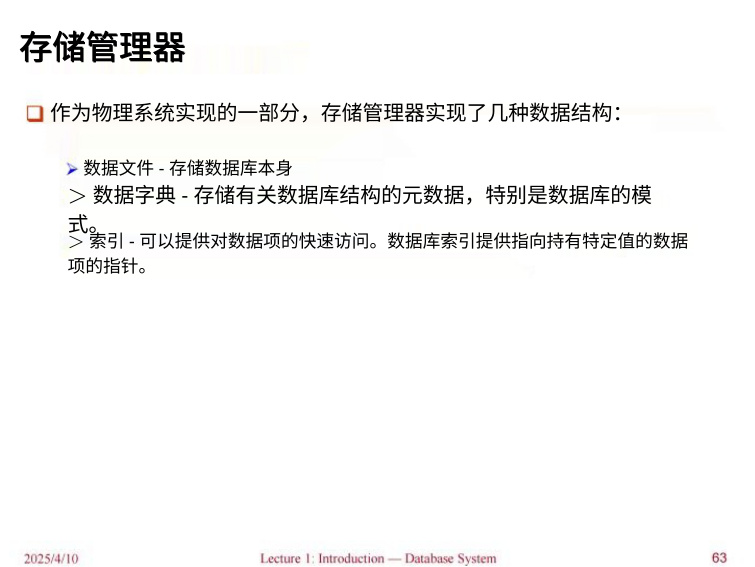 存储管理器
作为物理系统实现的一部分，存储管理器实现了几种数据结构：
数据文件 - 存储数据库本身
＞数据字典 - 存储有关数据库结构的元数据，特别是数据库的模
式。
＞索引 - 可以提供对数据项的快速访问。数据库索引提供指向持有特定值的数据
项的指针。
2025/4/10 Lecture 1: Introduction — Database System 63